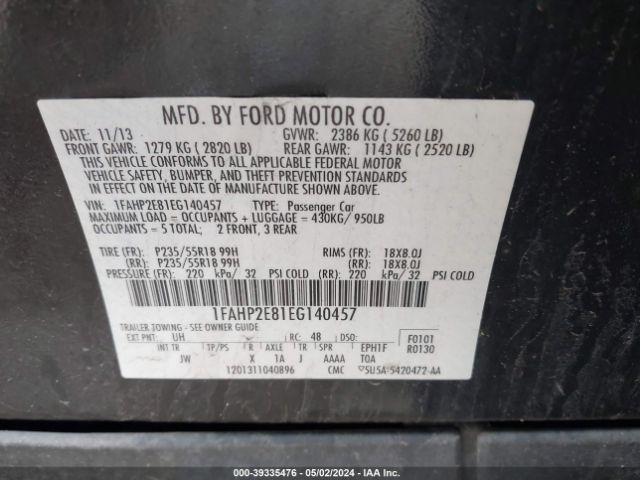 MFD. BY FORD MOTOR CO.
DATE: 11/13 GVWR: 2386 KG ( 5260 LB)
FRONT GAWR: 1279 KG ( 2820 LB) REAR GAWR: 1143 KG ( 2520 LB)
THIS VEHICLE CONFORMS TO ALL APPLICABLE FEDERAL MOTOR
VEHICLE SAFETY, BUMPER, AND THEFT PREVENTION STANDARDS
IN EFFECT ON THE DATE OF MANUFACTURE SHOWN ABOVE.
VIN: 1FAHP2E81EG140457 TYPE: Passenger Car
MAXIMUM LOAD = OCCUPANTS + LUGGAGE = 430KG/ 950LB
OCCUPANTS = 5 TOTAL: 2 FRONT, 3 REAR
TIRE (FR): P235/55R18 99H RIMS (FR): 18X8.0J
(RR): P235/55R18 99H (RR): 18X8.0J
PRESSURE (FR): 220 kPa/ 32 PSI COLD (RR): 220 kPa/ 32 PSI COLD
1FAHP2E81EG140457
TRAILER TOWING - SEE OWNER GUIDE
EXT PNT: UH RC: 48 DSO: F0101
INT TR TP/PS R AXLE TR SPR EPH1F R0130
JW X 1A J AAAA TOA
1201311040896 CMC 5U5A-5420472-AA
COPART: 39335476 - 05/02/2024 - IAA Inc.